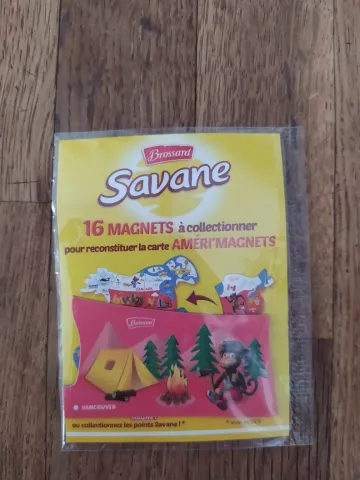 Brossard
Savane
16 MAGNETS à collectionner
pour reconstituer la carte AMÉRI'MAGNETS
Brossard
VANCOUVER
ou collectionnez les points Savane ! *